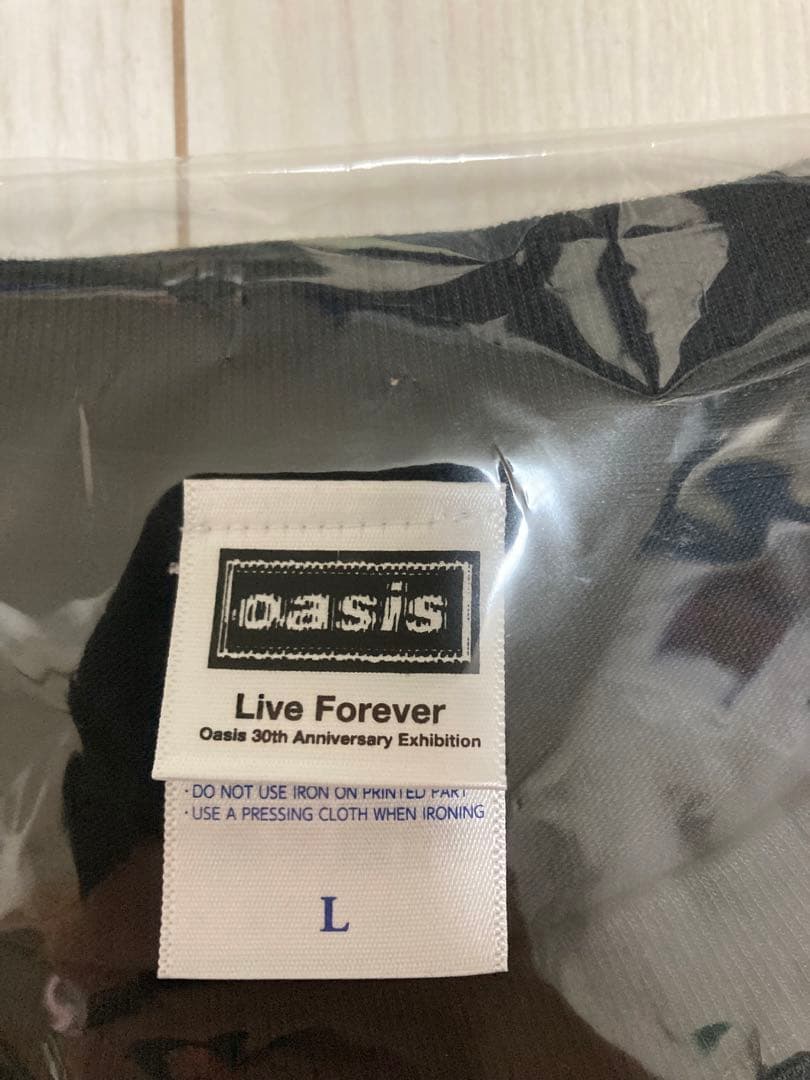 oasis
Live Forever
Oasis 30th Anniversary Exhibition
· DO NOT USE IRON ON PRINTED PART
· USE A PRESSING CLOTH WHEN IRONING
L